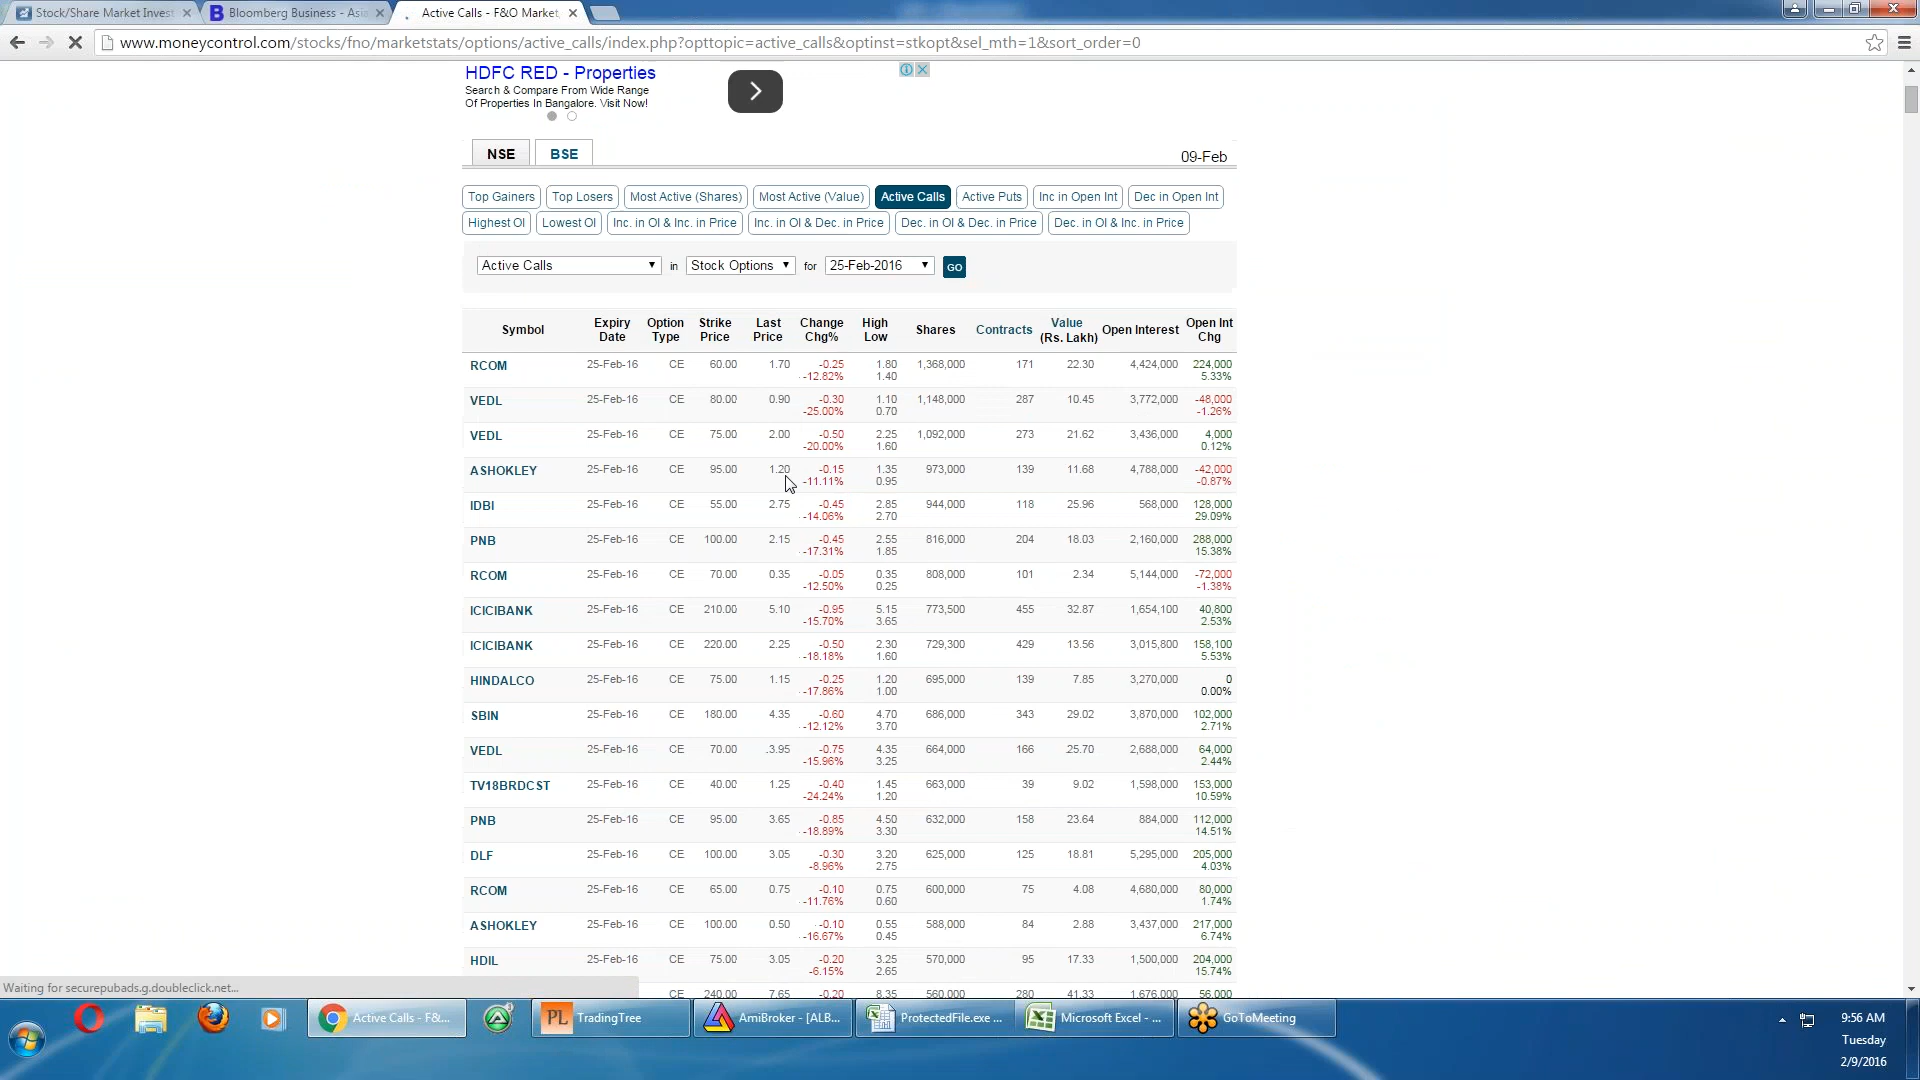 Stock/Share Market Invest
Bloomberg Business - Asia
Active Calls - F&O Market,
www.moneycontrol.com/stocks/fno/marketstats/options/active_calls/index.php?opttopic=active_calls&optinst=stkopt&sel_mth=1&sort_order=0
HDFC RED - Properties
Search & Compare From Wide Range
Of Properties In Bangalore. Visit Now!
NSE BSE 09-Feb
Top Gainers Top Losers Most Active (Shares) Most Active (Value) Active Calls Active Puts Inc in Open Int Dec in Open Int
Highest OI Lowest OI Inc. in OI & Inc. in Price Inc. in OI & Dec. in Price Dec. in OI & Dec. in Price Dec. in OI & Inc. in Price
Active Calls in Stock Options for 25-Feb-2016 GO
Symbol Expiry Date Option Type Strike Price Last Price Change Chg% High Low Shares Contracts Value (Rs. Lakh) Open Interest Open Int Chg
RCOM 25-Feb-16 CE 60.00 1.70 -0.25 1.80 1,368,000 171 22.30 4,424,000 224,000
-12.82% 1.40 5.33%
VEDL 25-Feb-16 CE 80.00 0.90 -0.30 1.10 1,148,000 287 10.45 3,772,000 -48,000
-25.00% 0.70 -1.26%
VEDL 25-Feb-16 CE 75.00 2.00 -0.50 2.25 1,092,000 273 21.62 3,436,000 4,000
-20.00% 1.60 0.12%
ASHOKLEY 25-Feb-16 CE 95.00 1.20 -0.15 1.35 973,000 139 11.68 4,788,000 -42,000
-11.11% 0.95 -0.87%
IDBI 25-Feb-16 CE 55.00 2.75 -0.45 2.85 944,000 118 25.96 568,000 128,000
-14.06% 2.70 29.09%
PNB 25-Feb-16 CE 100.00 2.15 -0.45 2.55 816,000 204 18.03 2,160,000 288,000
-17.31% 1.85 15.38%
RCOM 25-Feb-16 CE 70.00 0.35 -0.05 0.35 808,000 101 2.34 5,144,000 -72,000
-12.50% 0.25 -1.38%
ICICIBANK 25-Feb-16 CE 210.00 5.10 -0.95 5.15 773,500 455 32.87 1,654,100 40,800
-15.70% 3.65 2.53%
ICICIBANK 25-Feb-16 CE 220.00 2.25 -0.50 2.30 729,300 429 13.56 3,015,800 158,100
-18.18% 1.60 5.53%
HINDALCO 25-Feb-16 CE 75.00 1.15 -0.25 1.20 695,000 139 7.85 3,270,000 0
-17.86% 1.00 0.00%
SBIN 25-Feb-16 CE 180.00 4.35 -0.60 4.70 686,000 343 29.02 3,870,000 102,000
-12.12% 3.70 2.71%
VEDL 25-Feb-16 CE 70.00 3.95 -0.75 4.35 664,000 166 25.70 2,688,000 64,000
-15.96% 3.25 2.44%
TV18BRDCST 25-Feb-16 CE 40.00 1.25 -0.40 1.45 663,000 39 9.02 1,598,000 153,000
-24.24% 1.20 10.59%
PNB 25-Feb-16 CE 95.00 3.65 -0.85 4.50 632,000 158 23.64 884,000 112,000
-18.89% 3.30 14.51%
DLF 25-Feb-16 CE 100.00 3.05 -0.30 3.20 625,000 125 18.81 5,295,000 205,000
-8.96% 2.75 4.03%
RCOM 25-Feb-16 CE 65.00 0.75 -0.10 0.75 600,000 75 4.08 4,680,000 80,000
-11.76% 0.60 1.74%
ASHOKLEY 25-Feb-16 CE 100.00 0.50 -0.10 0.55 588,000 84 2.88 3,437,000 217,000
-16.67% 0.45 6.74%
HDIL 25-Feb-16 CE 75.00 3.05 -0.20 3.25 570,000 95 17.33 1,500,000 204,000
-6.15% 2.65 15.74%
CE 240.00 7.65 -0.20 8.35 560,000 280 41.33 1,676,000 56,000
Waiting for securepubads.g.doubleclick.net...
Active Calls - F&... PL TradingTree AmiBroker - [ALB... ProtectedFile.exe ... Microsoft Excel - ... GoToMeeting
9:56 AM
Tuesday
2/9/2016